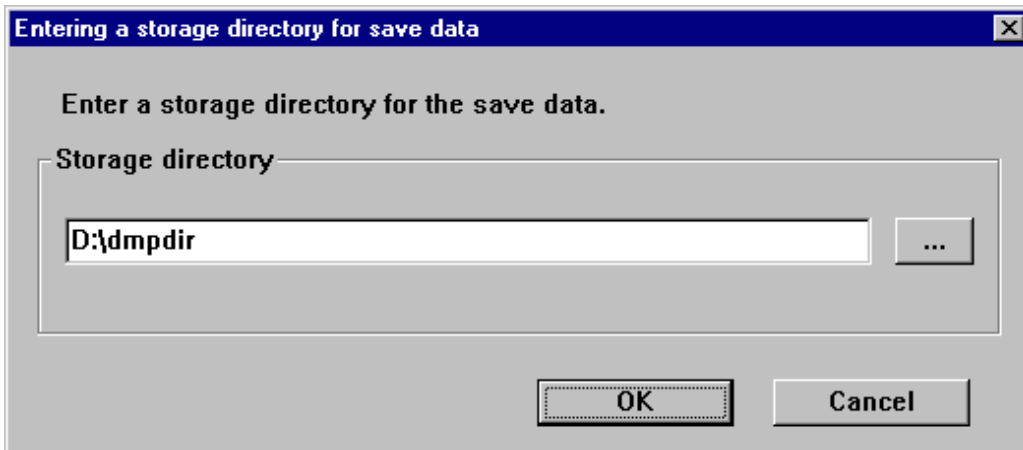 Entering a storage directory for save data
Enter a storage directory for the save data.
Storage directory
D:\dmpdir
...
OK
Cancel